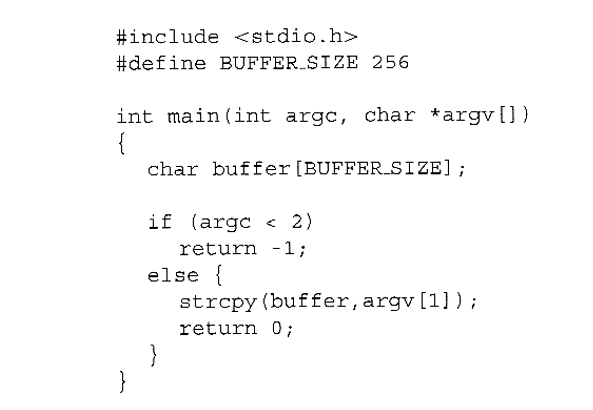 #include <stdio.h>
#define BUFFER_SIZE 256
int main(int argc, char *argv[])
{
char buffer[BUFFER_SIZE];
if (argc < 2)
return -1;
else {
strcpy(buffer,argv[1]);
return 0;
}
}